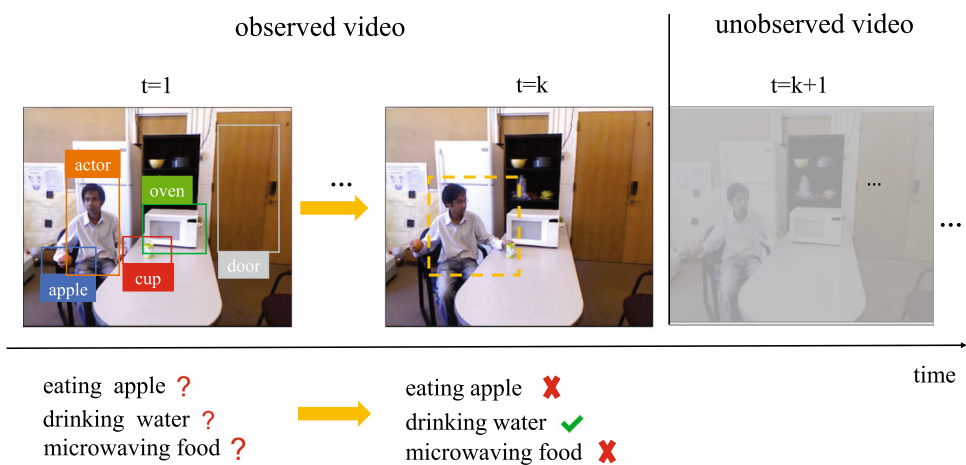 observed video
unobserved video
t=1
t=k
t=k+1
actor
oven
...
...
...
door
cup
apple
time
eating apple ?
eating apple ✘
drinking water ?
drinking water ✔
microwaving food ?
microwaving food ✘